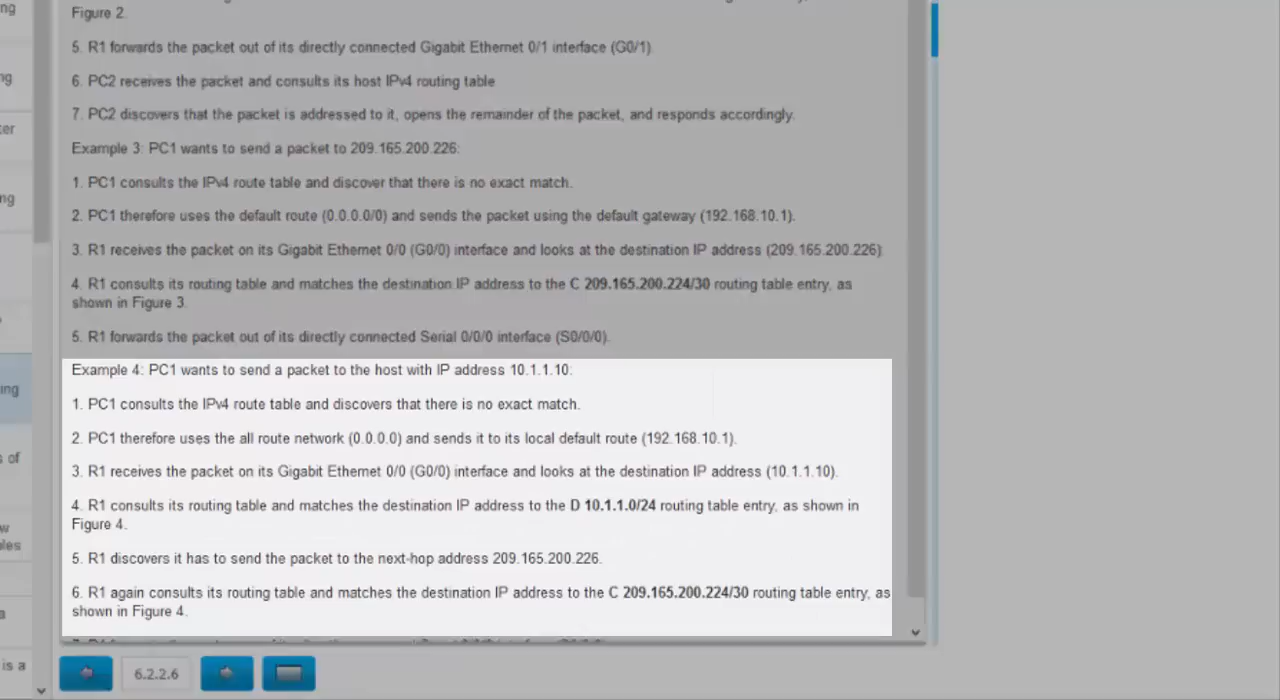 ng
Figure 2.
5. R1 forwards the packet out of its directly connected Gigabit Ethernet 0/1 interface (G0/1).
ng
6. PC2 receives the packet and consults its host IPv4 routing table
7. PC2 discovers that the packet is addressed to it, opens the remainder of the packet, and responds accordingly.
ter
Example 3: PC1 wants to send a packet to 209.165.200.226:
1. PC1 consults the IPv4 route table and discover that there is no exact match.
ng
2. PC1 therefore uses the default route (0.0.0.0/0) and sends the packet using the default gateway (192.168.10.1).
3. R1 receives the packet on its Gigabit Ethernet 0/0 (G0/0) interface and looks at the destination IP address (209.165.200.226).
4. R1 consults its routing table and matches the destination IP address to the C 209.165.200.224/30 routing table entry, as
shown in Figure 3.
5. R1 forwards the packet out of its directly connected Serial 0/0/0 interface (S0/0/0).
Example 4: PC1 wants to send a packet to the host with IP address 10.1.1.10:
ing
1. PC1 consults the IPv4 route table and discovers that there is no exact match.
2. PC1 therefore uses the all route network (0.0.0.0) and sends it to its local default route (192.168.10.1).
s of
3. R1 receives the packet on its Gigabit Ethernet 0/0 (G0/0) interface and looks at the destination IP address (10.1.1.10).
4. R1 consults its routing table and matches the destination IP address to the D 10.1.1.0/24 routing table entry, as shown in
Figure 4.
w
les
5. R1 discovers it has to send the packet to the next-hop address 209.165.200.226.
6. R1 again consults its routing table and matches the destination IP address to the C 209.165.200.224/30 routing table entry, as
shown in Figure 4.
a
is a
6.2.2.6